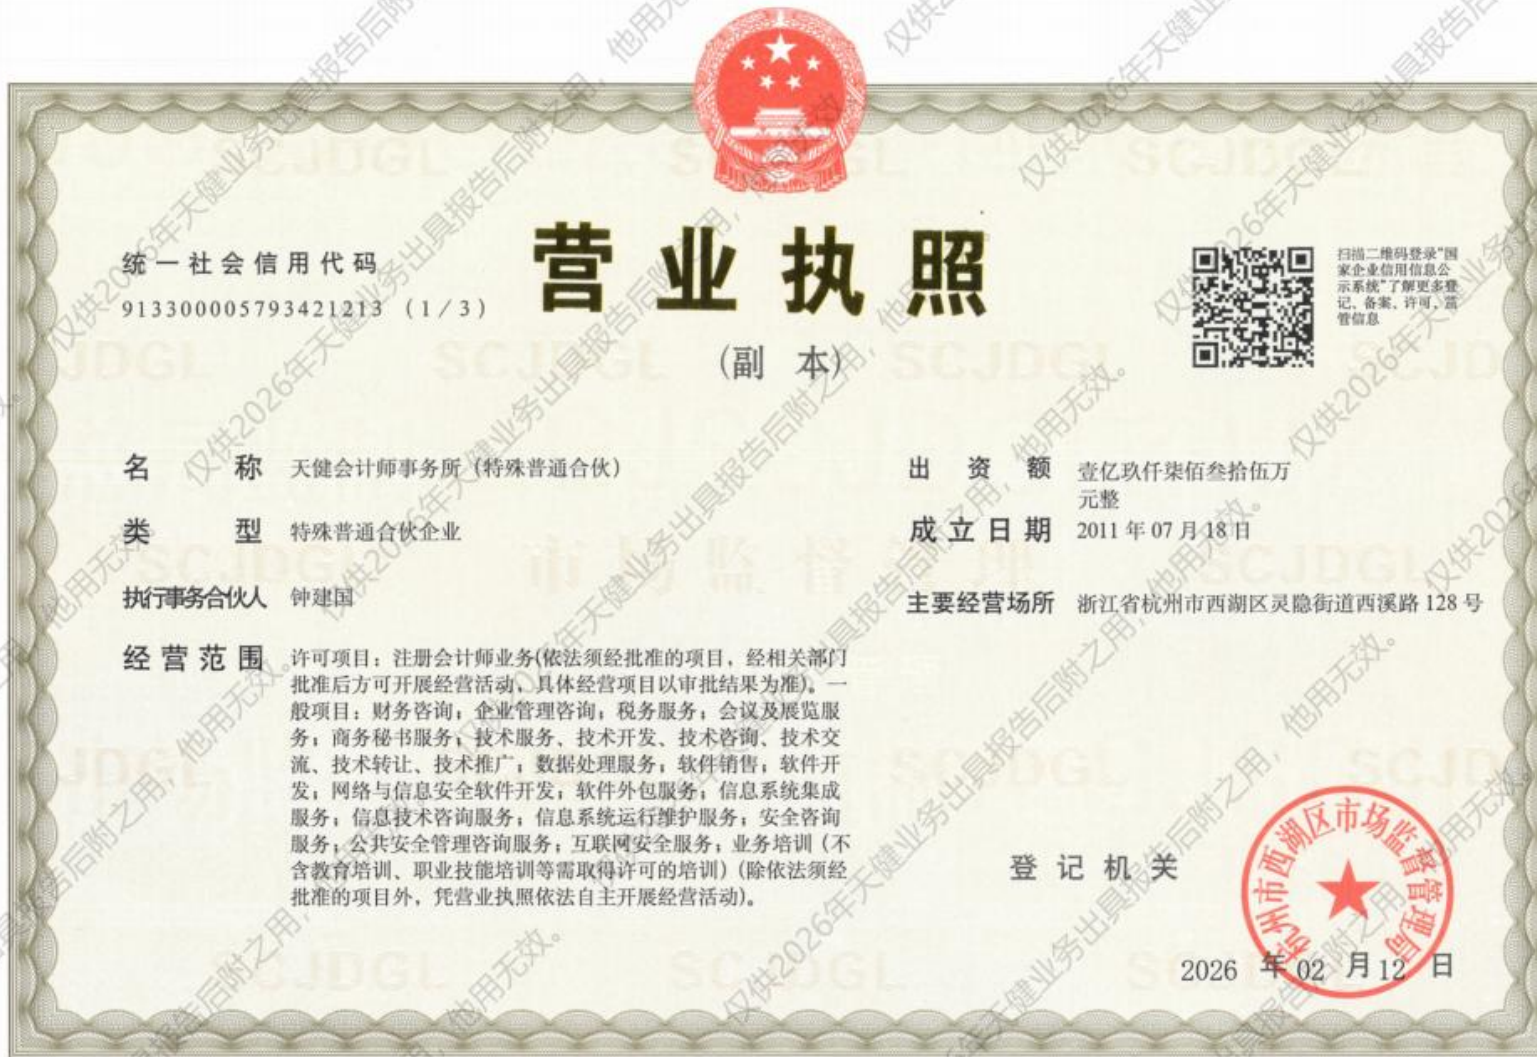 营业执照
(副 本)
统一社会信用代码
913300005793421213 (1/3)
扫描二维码登录“国
家企业信用信息公
示系统”了解更多登
记、备案、许可、监
管信息
名 称 天健会计师事务所（特殊普通合伙）
类 型 特殊普通合伙企业
执行事务合伙人 钟建国
经营范围 许可项目：注册会计师业务(依法须经批准的项目，经相关部门
批准后方可开展经营活动，具体经营项目以审批结果为准)。一
般项目：财务咨询；企业管理咨询；税务服务；会议及展览服
务；商务秘书服务；技术服务、技术开发、技术咨询、技术交
流、技术转让、技术推广；数据处理服务；软件销售；软件开
发；网络与信息安全软件开发；软件外包服务；信息系统集成
服务；信息技术咨询服务；信息系统运行维护服务；安全咨询
服务；公共安全管理咨询服务；互联网安全服务；业务培训（不
含教育培训、职业技能培训等需取得许可的培训）(除依法须经
批准的项目外，凭营业执照依法自主开展经营活动)。
出 资 额 壹亿玖仟柒佰叁拾伍万
元整
成立日期 2011 年 07 月 18 日
主要经营场所 浙江省杭州市西湖区灵隐街道西溪路 128 号
登 记 机 关
杭州市西湖区市场监督管理局
2026 年 02 月 12 日
仅供2026年天健业务出具报告后附之用，他用无效。
SCJDGL
市场监督管理